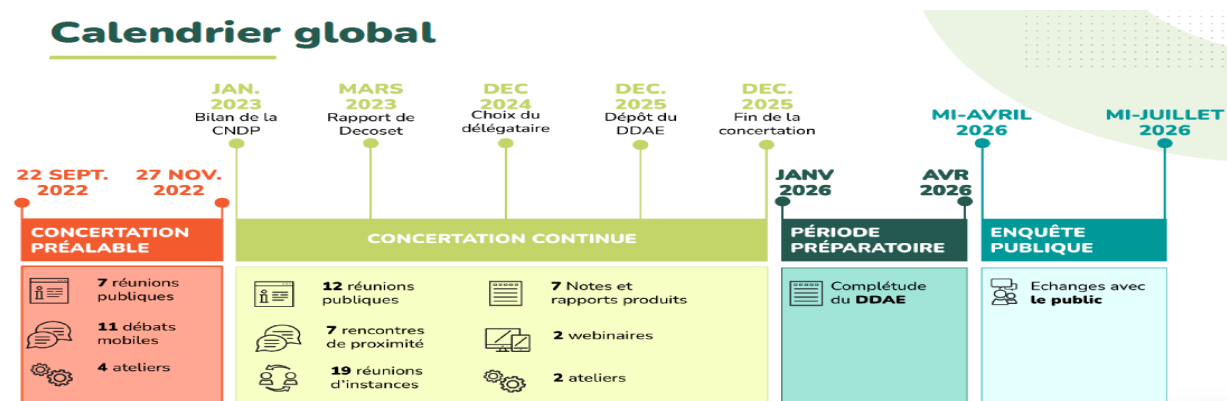 Calendrier global
JAN.
2023
Bilan de la
CNDP
MARS
2023
Rapport de
Decoset
DEC
2024
Choix du
délégataire
DEC.
2025
Dépôt du
DDAE
DEC.
2025
Fin de la
concertation
MI-AVRIL
2026
MI-JUILLET
2026
22 SEPT.
2022
27 NOV.
2022
JANV
2026
AVR
2026
CONCERTATION
PRÉALABLE
CONCERTATION CONTINUE
PÉRIODE
PRÉPARATOIRE
ENQUÊTE
PUBLIQUE
7 réunions
publiques
11 débats
mobiles
4 ateliers
12 réunions
publiques
7 rencontres
de proximité
19 réunions
d'instances
7 Notes et
rapports produits
2 webinaires
2 ateliers
Complétude
du DDAE
Echanges avec
le public